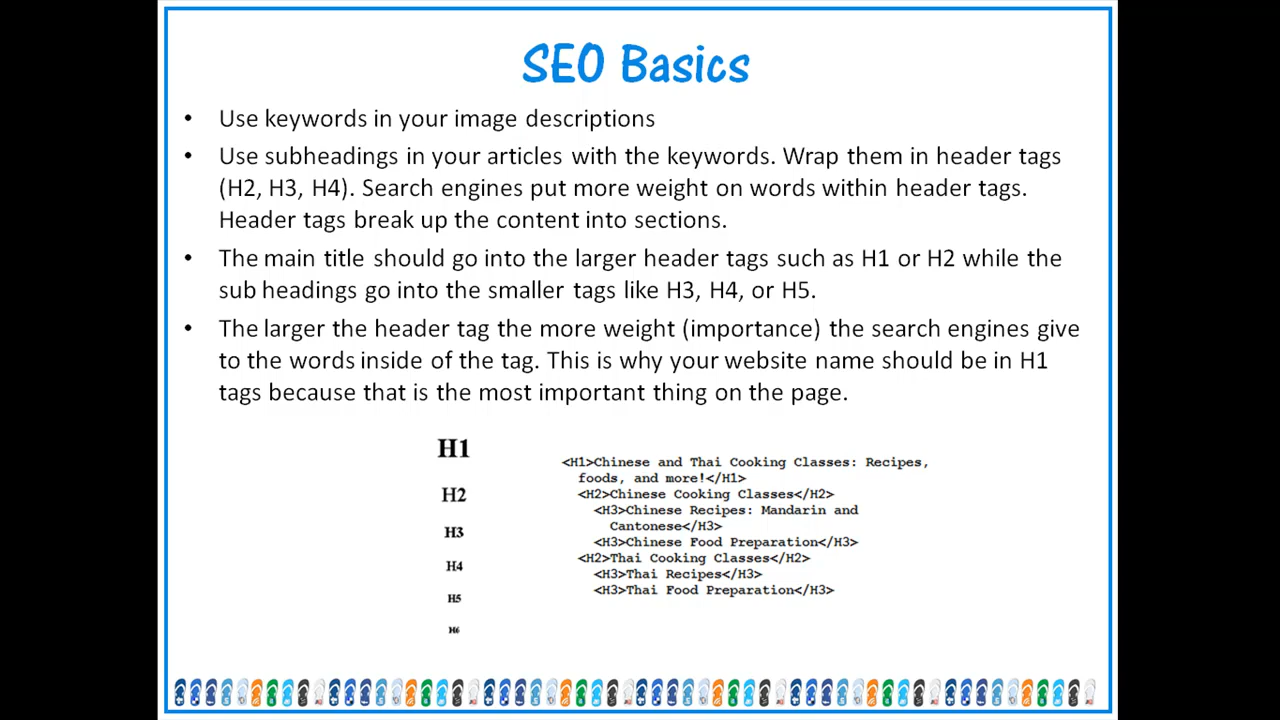 SEO Basics
• Use keywords in your image descriptions
• Use subheadings in your articles with the keywords. Wrap them in header tags
(H2, H3, H4). Search engines put more weight on words within header tags.
Header tags break up the content into sections.
• The main title should go into the larger header tags such as H1 or H2 while the
sub headings go into the smaller tags like H3, H4, or H5.
• The larger the header tag the more weight (importance) the search engines give
to the words inside of the tag. This is why your website name should be in H1
tags because that is the most important thing on the page.
H1
H2
H3
H4
H5
H6
<H1>Chinese and Thai Cooking Classes: Recipes,
foods, and more!</H1>
<H2>Chinese Cooking Classes</H2>
<H3>Chinese Recipes: Mandarin and
Cantonese</H3>
<H3>Chinese Food Preparation</H3>
<H2>Thai Cooking Classes</H2>
<H3>Thai Recipes</H3>
<H3>Thai Food Preparation</H3>